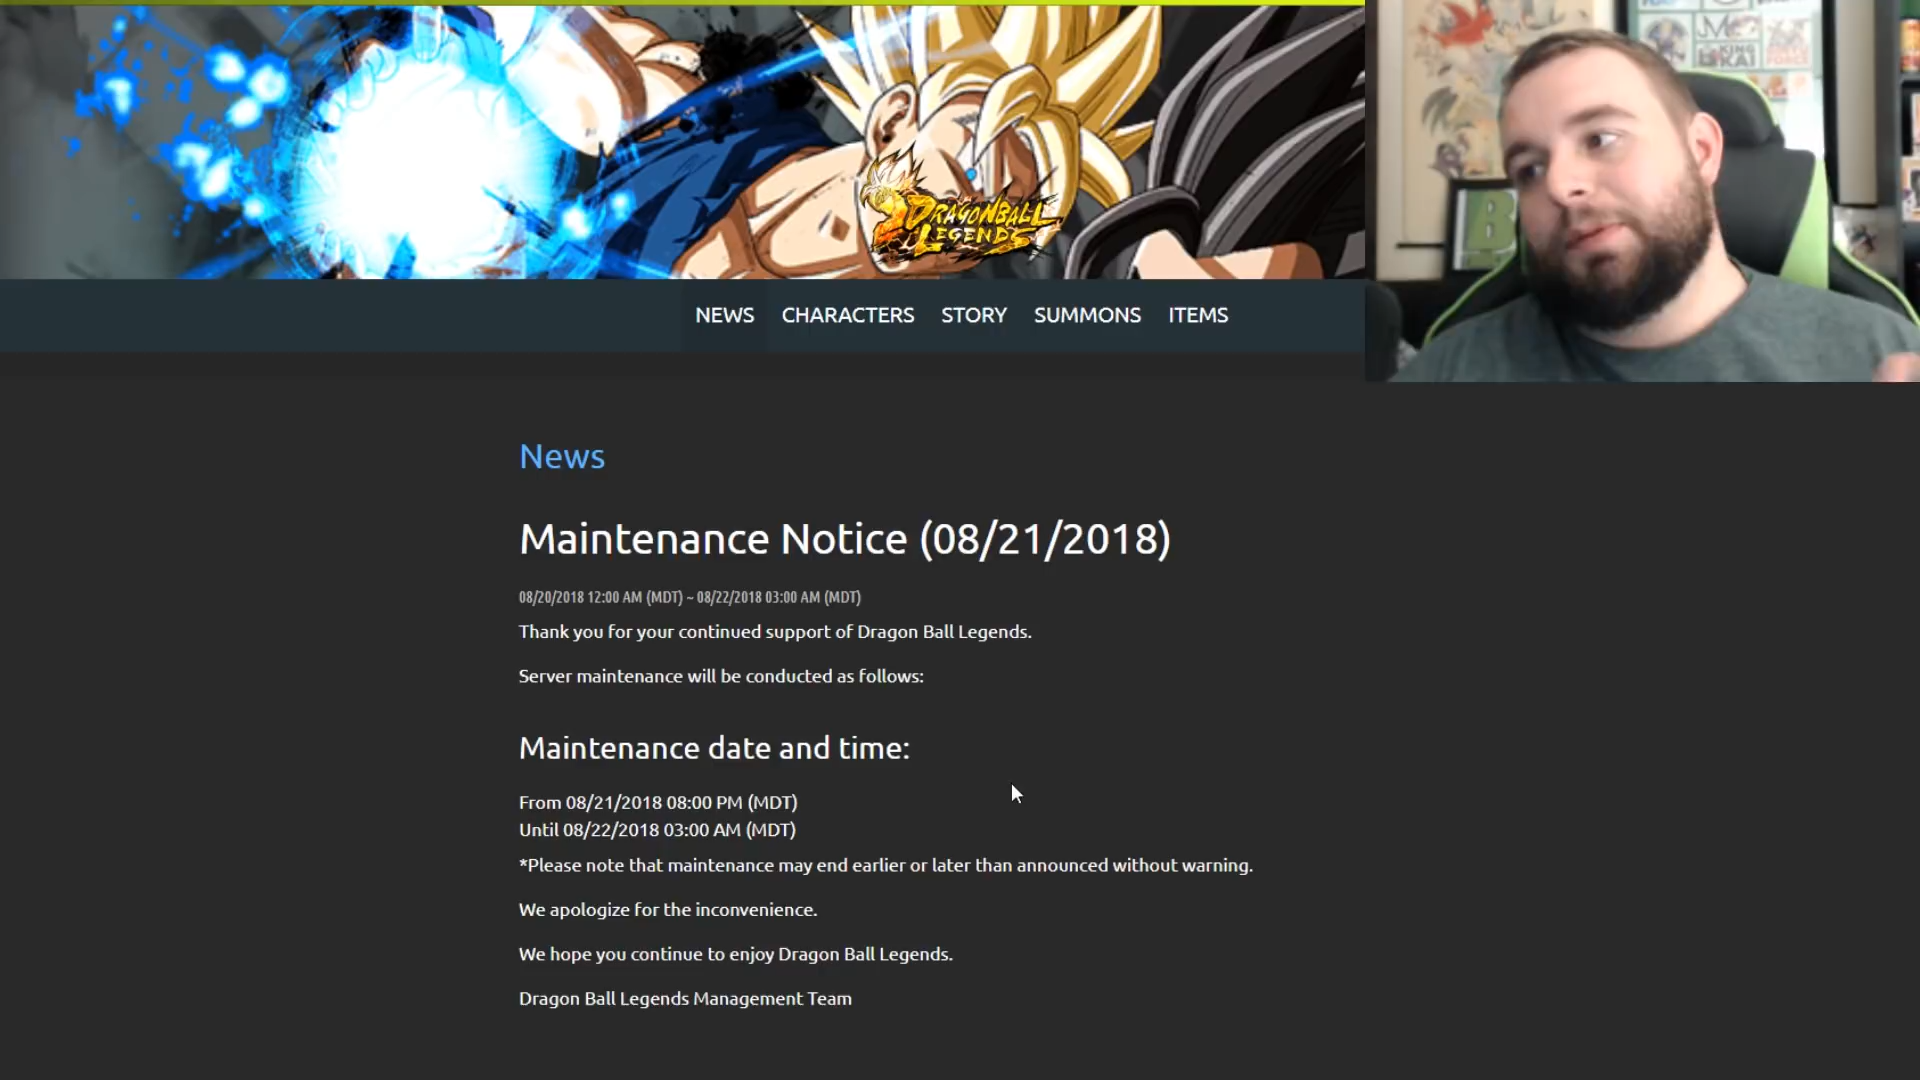 DRAGONBALL
LEGENDS
KING
KAI
B
NEWS
CHARACTERS
STORY
SUMMONS
ITEMS
News
Maintenance Notice (08/21/2018)
08/20/2018 12:00 AM (MDT) ~ 08/22/2018 03:00 AM (MDT)
Thank you for your continued support of Dragon Ball Legends.
Server maintenance will be conducted as follows:
Maintenance date and time:
From 08/21/2018 08:00 PM (MDT)
Until 08/22/2018 03:00 AM (MDT)
*Please note that maintenance may end earlier or later than announced without warning.
We apologize for the inconvenience.
We hope you continue to enjoy Dragon Ball Legends.
Dragon Ball Legends Management Team